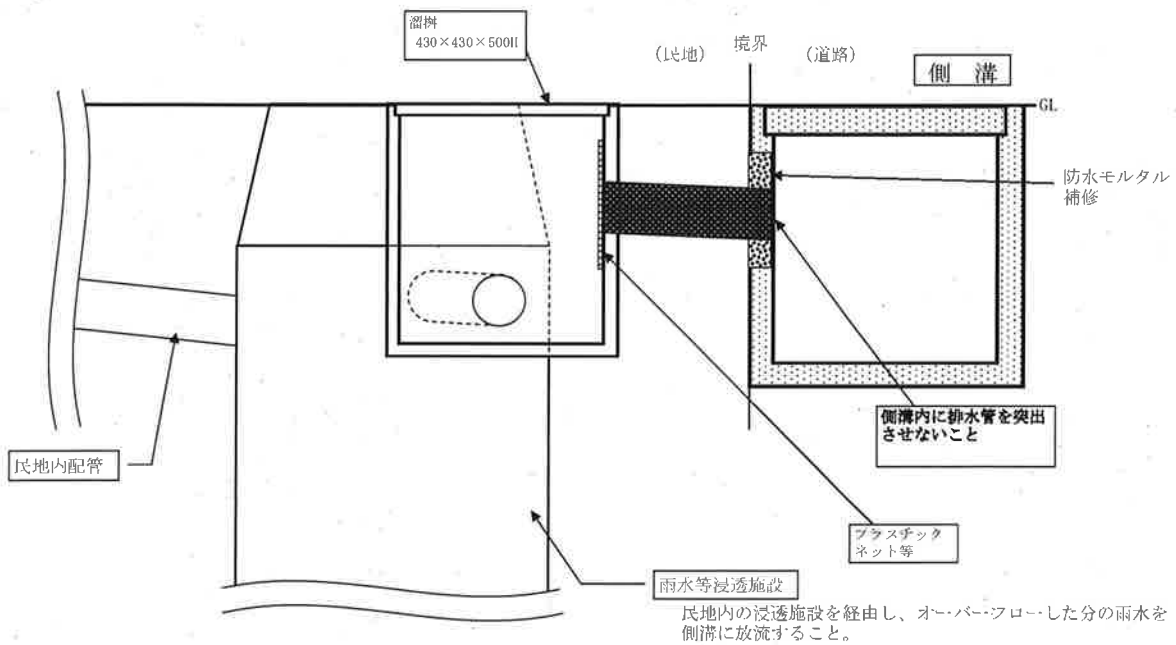 溜桝
430×430×500H
(民地) 境界 (道路)
側 溝
GL
防水モルタル
補修
側溝内に排水管を突出
させないこと
民地内配管
プラスチック
ネット等
雨水等浸透施設
民地内の浸透施設を経由し、オーバーフローした分の雨水を
側溝に放流すること。